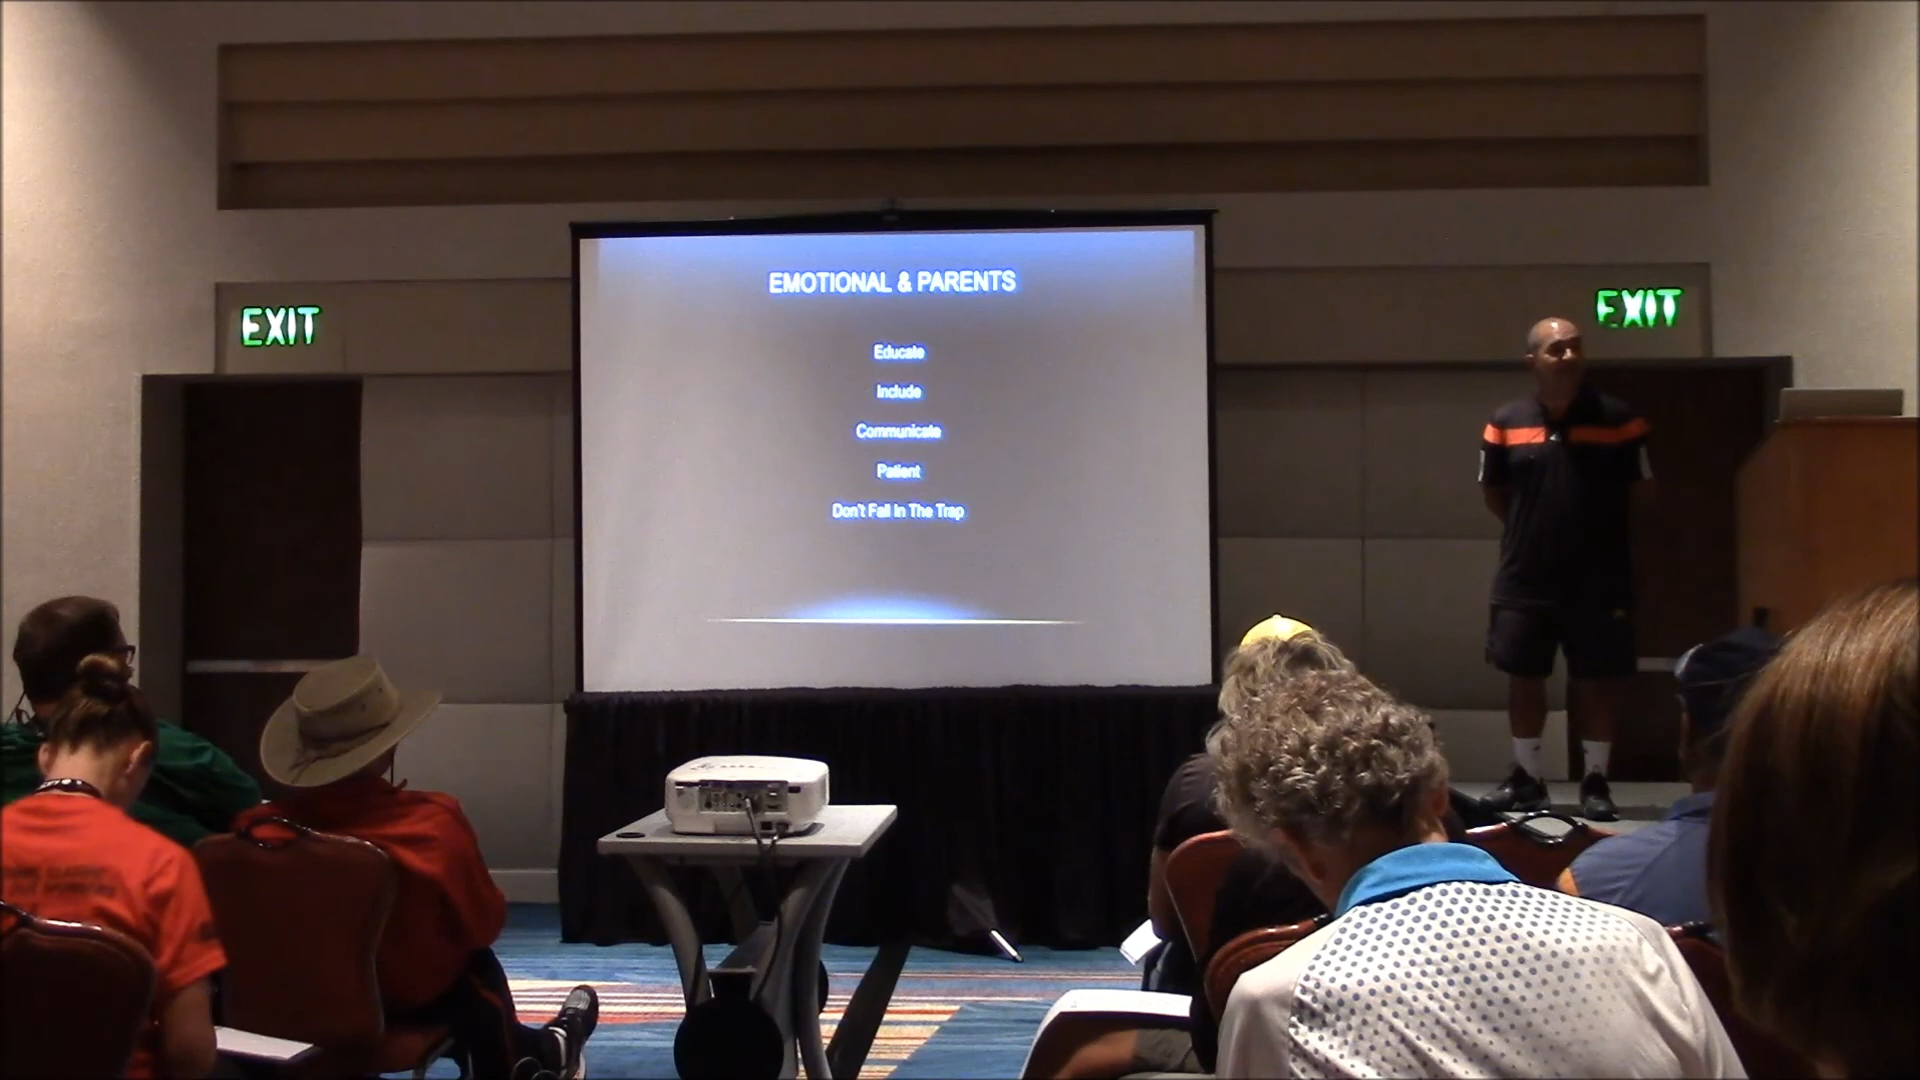 EMOTIONAL & PARENTS
EXIT
EXIT
Educate
Include
Communicate
Patient
Don't Fall In The Trap